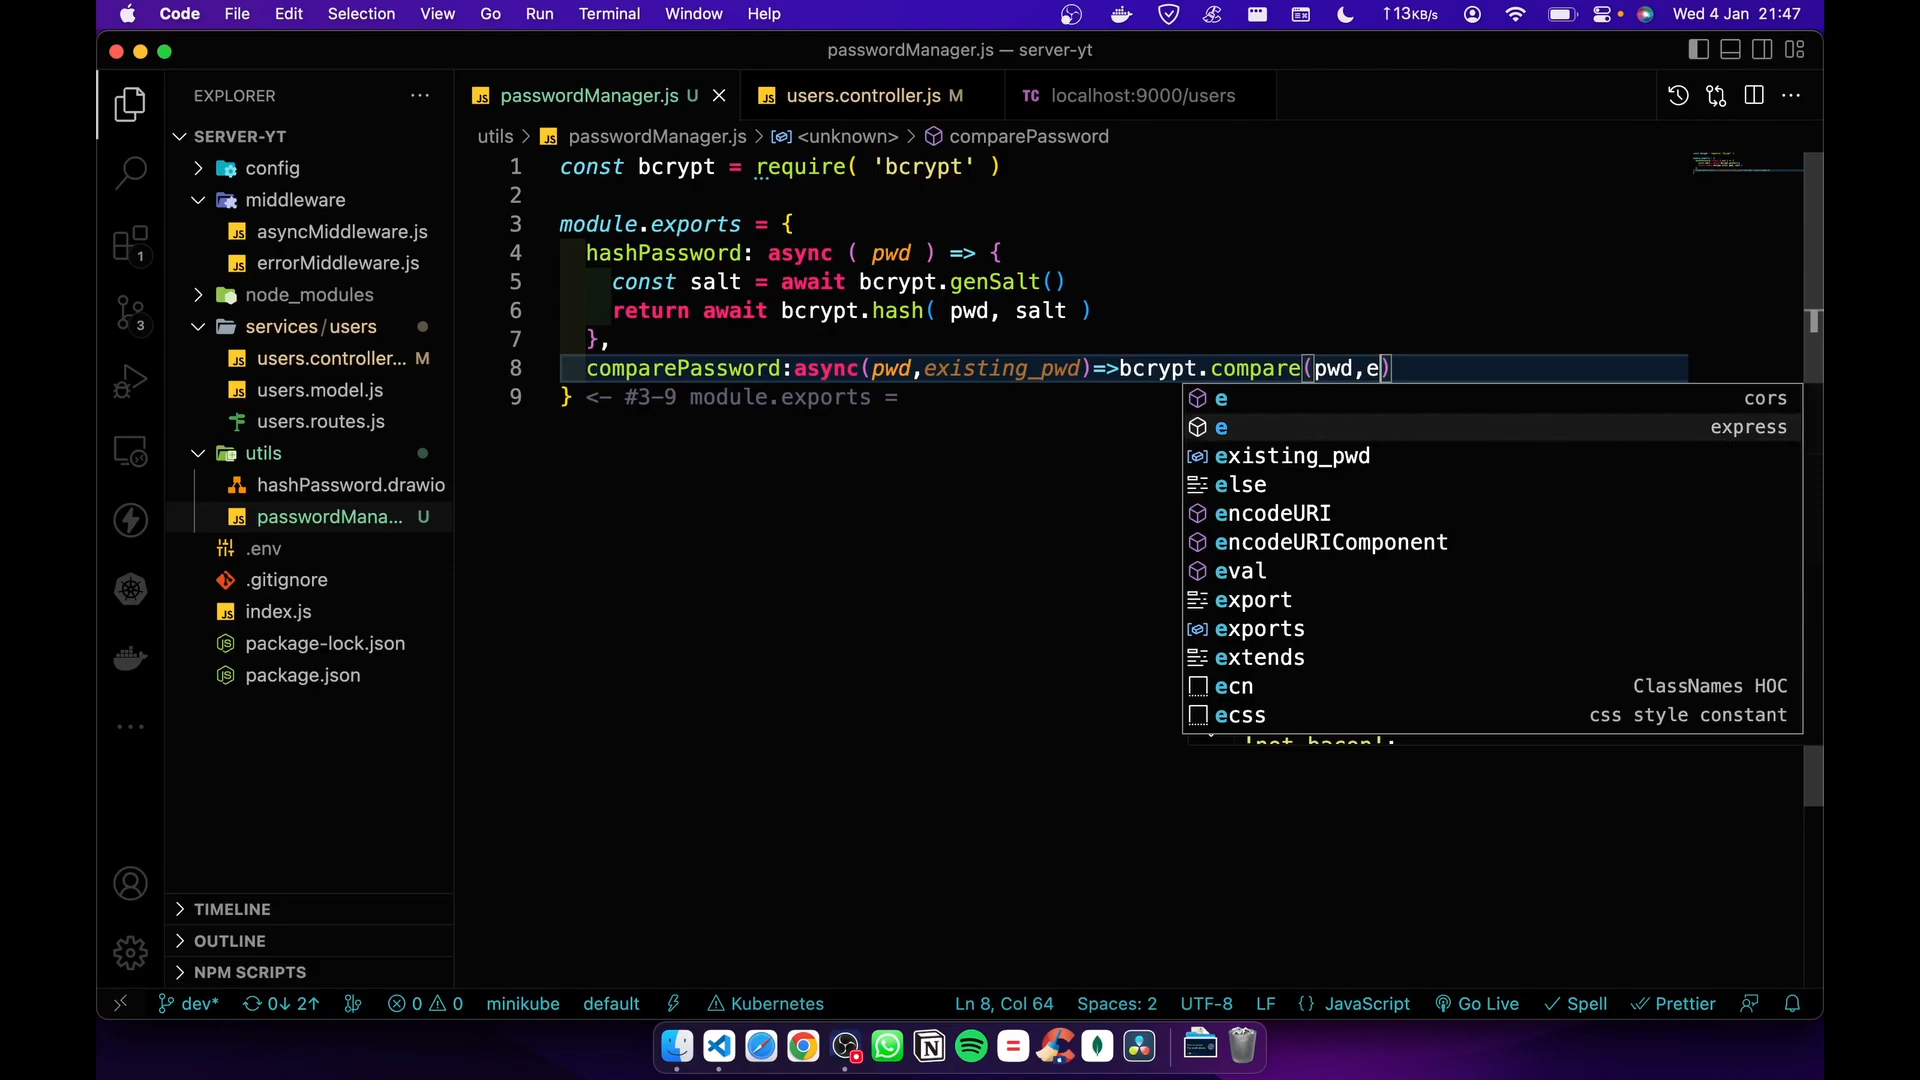 Code File Edit Selection View Go Run Terminal Window Help ↑13KB/s Wed 4 Jan 21:47
passwordManager.js — server-yt
EXPLORER ...
passwordManager.js U
users.controller.js M
TC localhost:9000/users
utils > passwordManager.js > <unknown> > comparePassword
SERVER-YT
config
middleware
asyncMiddleware.js
errorMiddleware.js
node_modules
services/users
users.controller... M
users.model.js
users.routes.js
utils
hashPassword.drawio
passwordMana... U
.env
.gitignore
index.js
package-lock.json
package.json
TIMELINE
OUTLINE
NPM SCRIPTS
1
3
1 const bcrypt = require( 'bcrypt' )
2
3 module.exports = {
4 hashPassword: async ( pwd ) => {
5 const salt = await bcrypt.genSalt()
6 return await bcrypt.hash( pwd, salt )
7 },
8 comparePassword:async(pwd,existing_pwd)=>bcrypt.compare(pwd,e)
9 } <- #3-9 module.exports =
e cors
e express
existing_pwd
else
encodeURI
encodeURIComponent
eval
export
exports
extends
ecn ClassNames HOC
ecss css style constant
'not bacon';
dev* 0↓ 2↑ 0 0 minikube default Kubernetes Ln 8, Col 64 Spaces: 2 UTF-8 LF {} JavaScript Go Live Spell Prettier